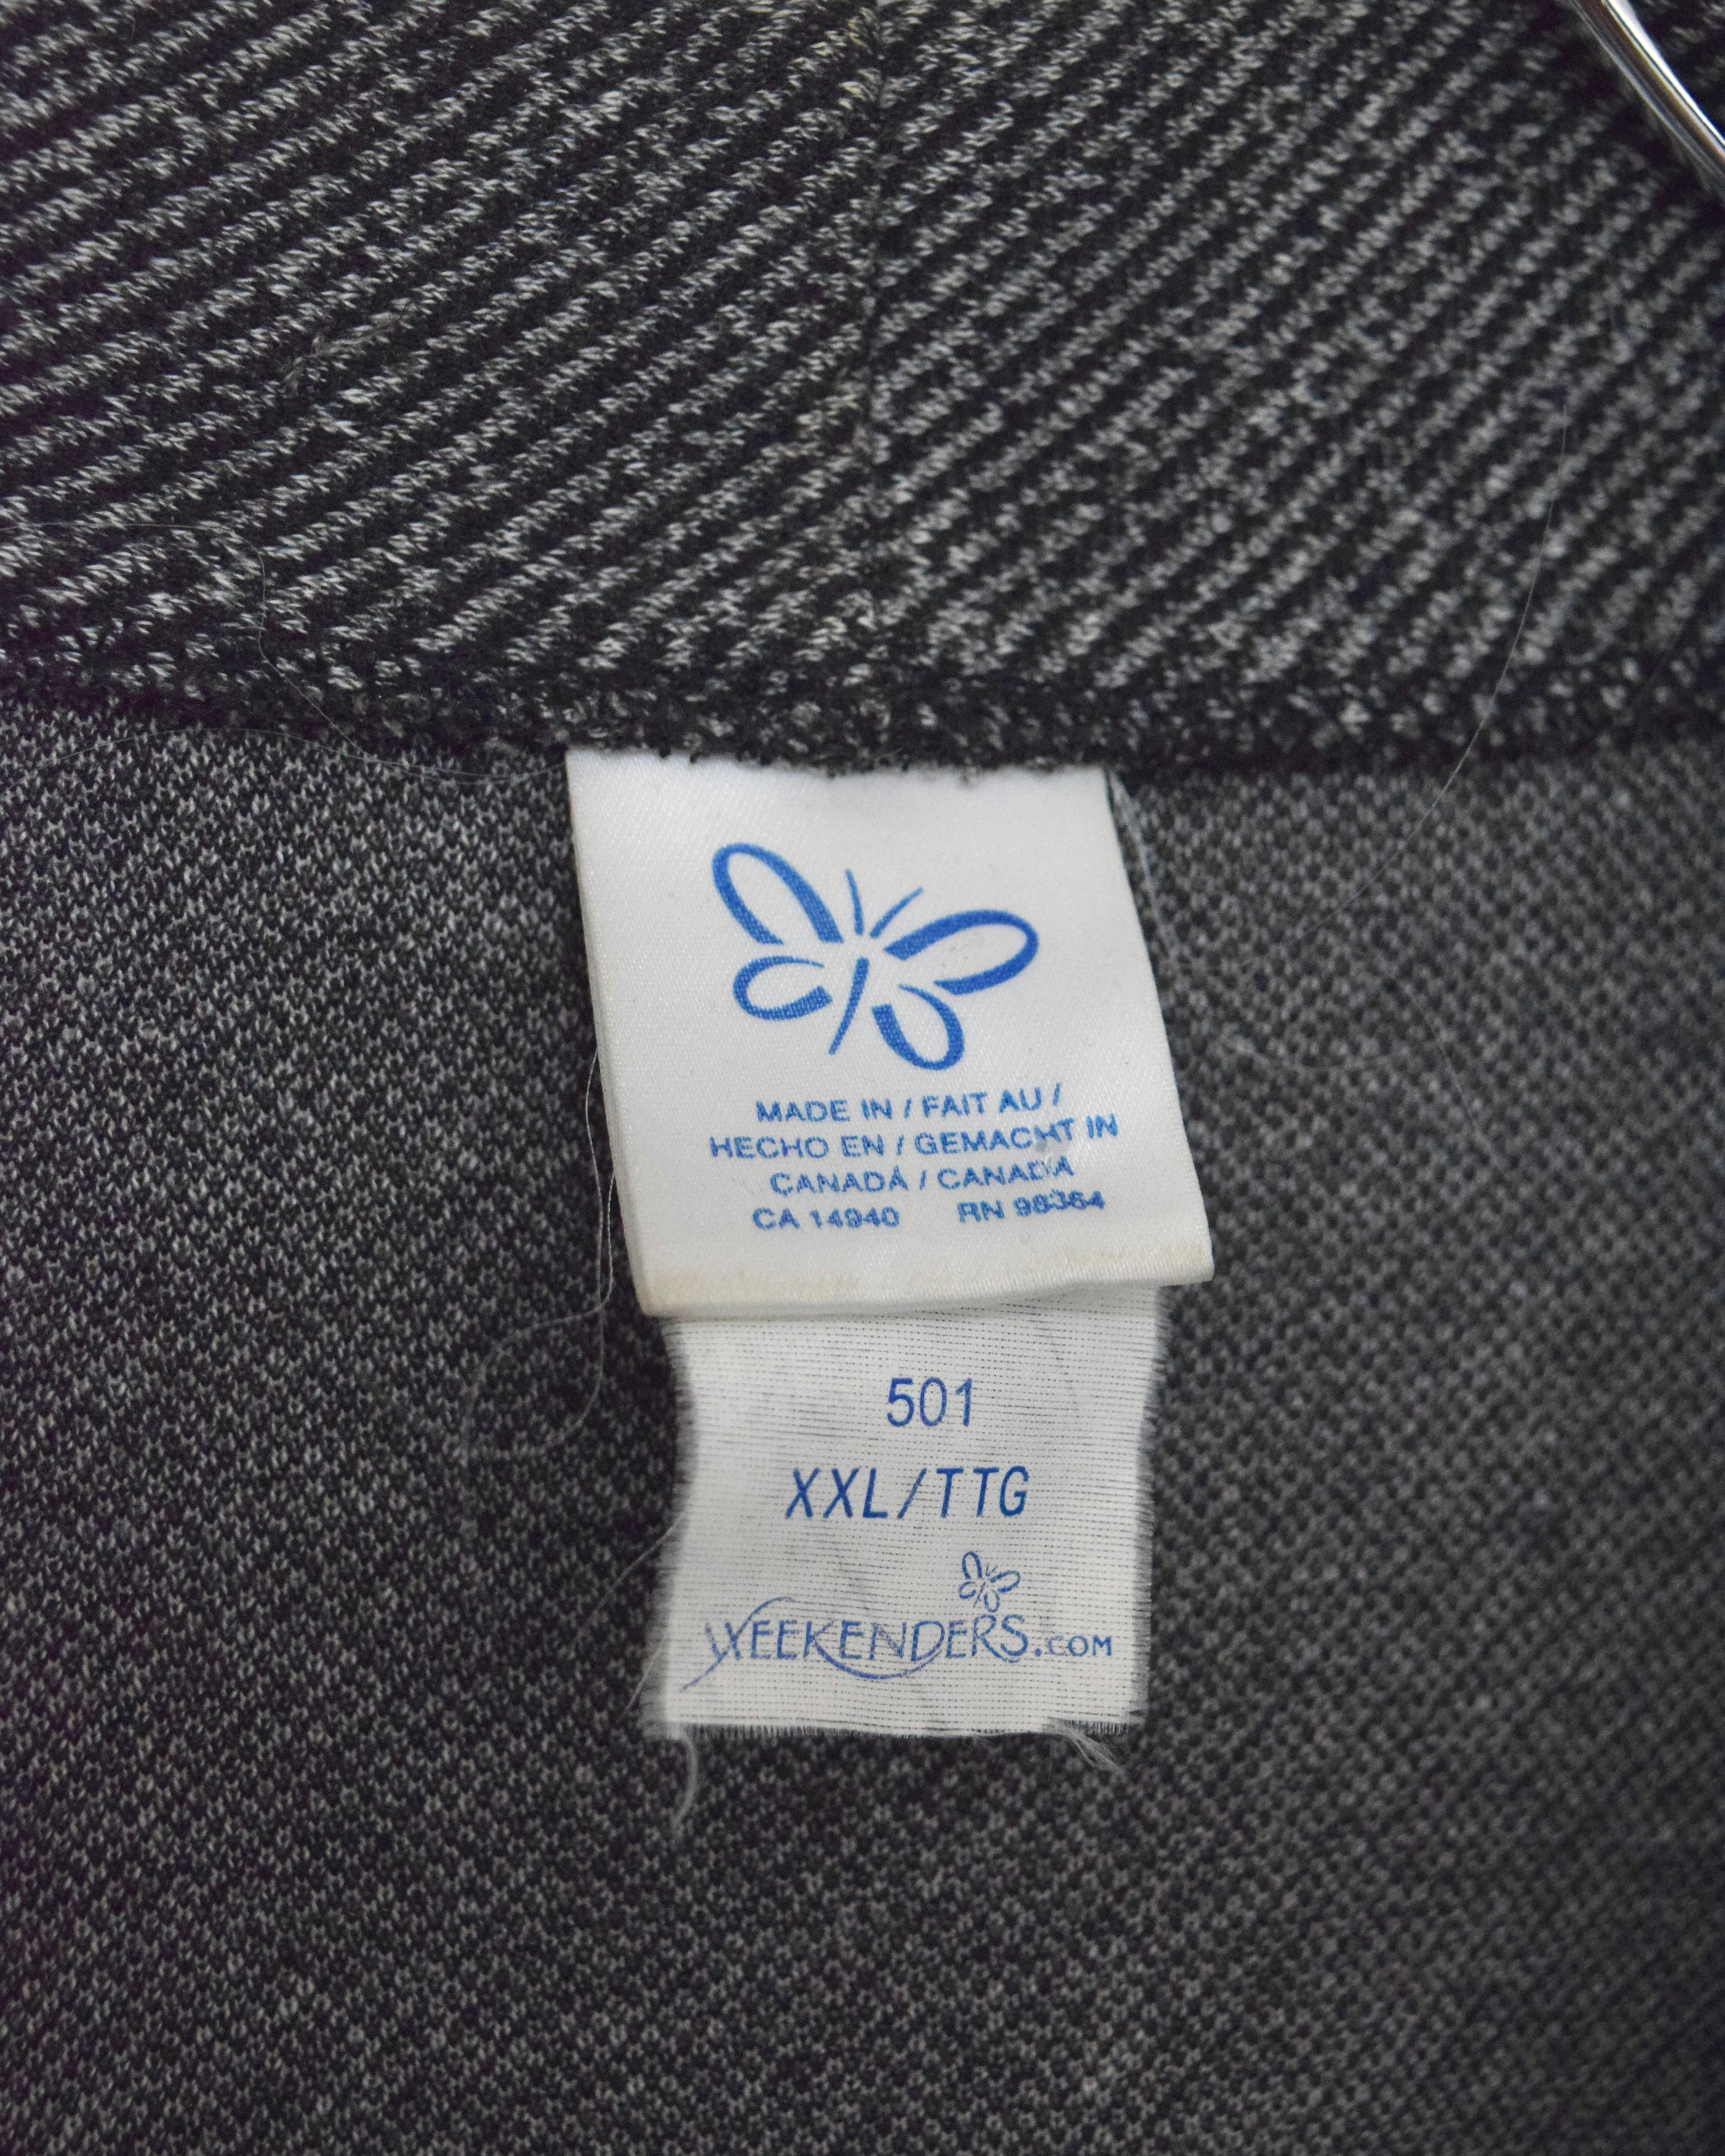 MADE IN / FAIT AU /
HECHO EN / GEMACHT IN
CANADÁ / CANADA
CA 14940 RN 98364
501
XXL/TTG
WEEKENDERS.COM